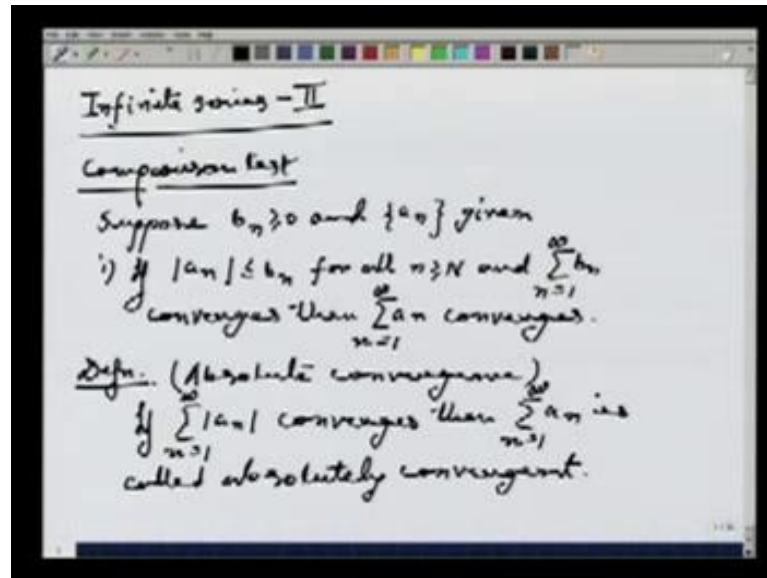 Infinite series - II
Comparison test
Suppose bₙ ≥ 0 and {aₙ} given
i) If |aₙ| ≤ bₙ for all n ≥ N and ∑_{n=1}^{∞} bₙ
converges then ∑_{n=1}^{∞} aₙ converges.
Defn. (Absolute convergence)
If ∑_{n=1}^{∞} |aₙ| converges then ∑_{n=1}^{∞} aₙ is
called absolutely convergent.